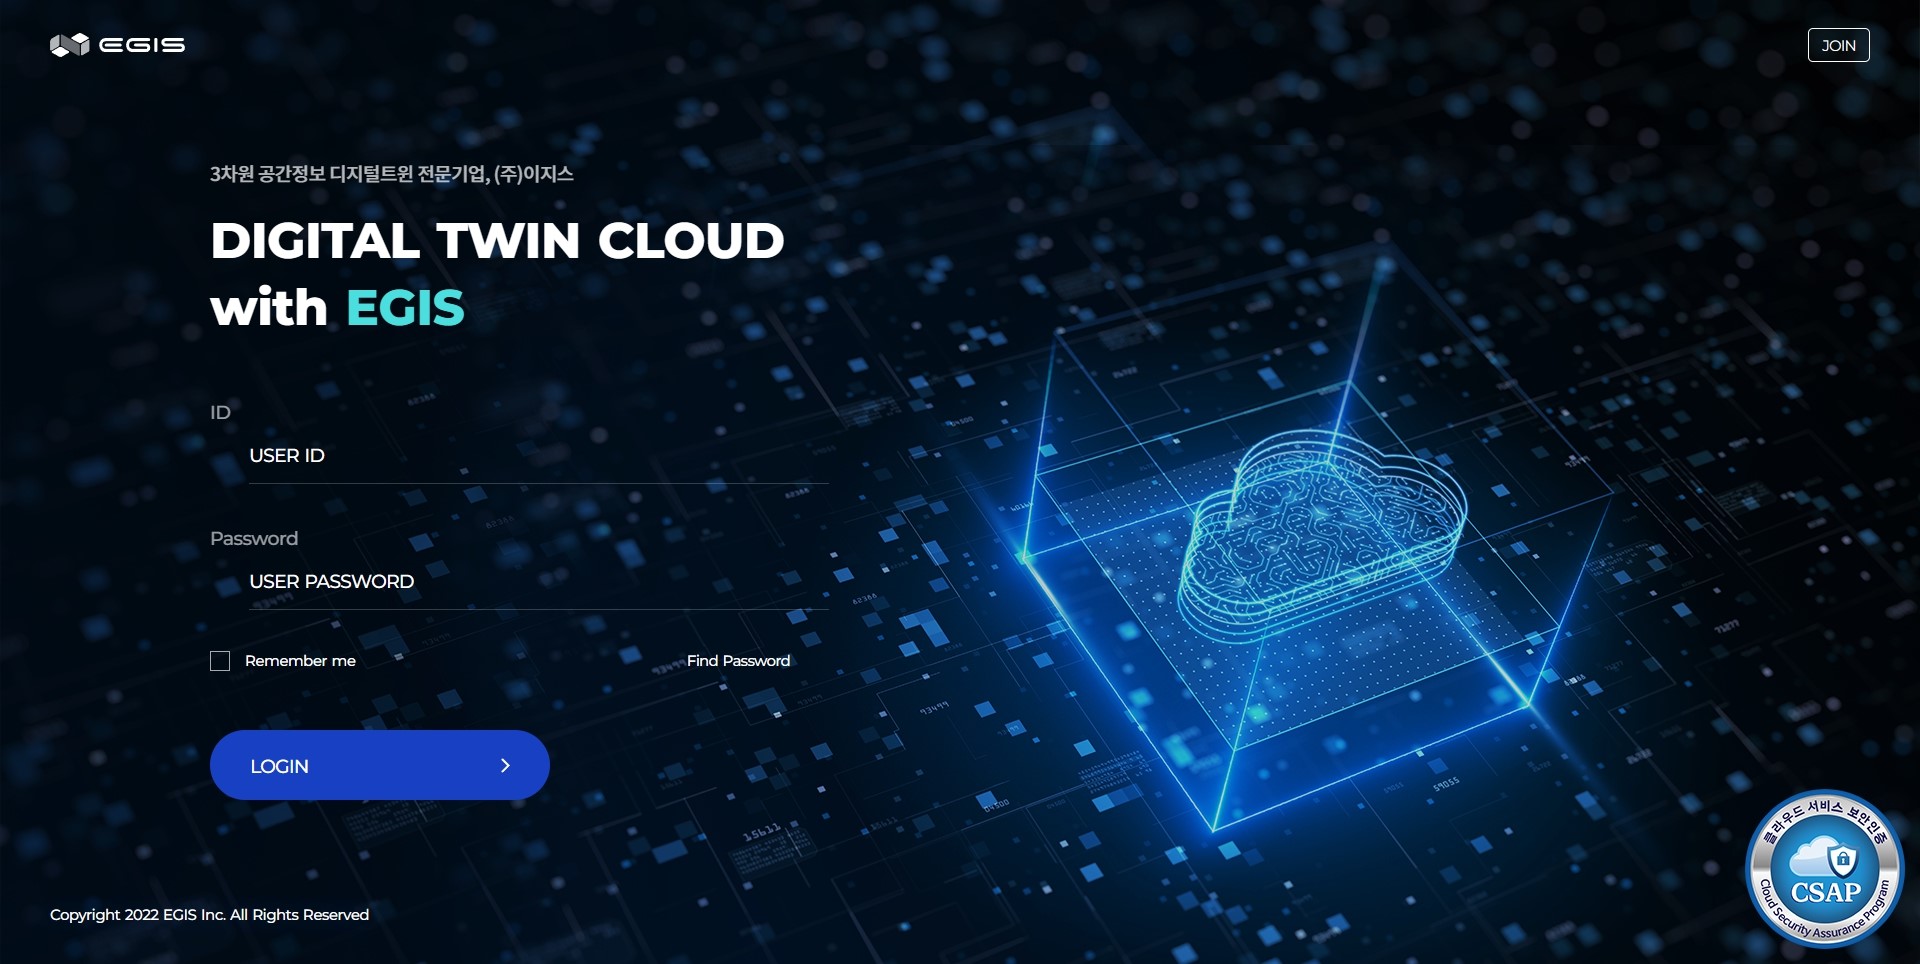 EGIS
JOIN
3차원 공간정보 디지털트윈 전문기업, (주)이지스
DIGITAL TWIN CLOUD
with EGIS
ID
USER ID
Password
USER PASSWORD
Remember me
Find Password
LOGIN
93499
15611
59055
클라우드 서비스 보안인증
CSAP
Cloud Security Assurance Program
Copyright 2022 EGIS Inc. All Rights Reserved